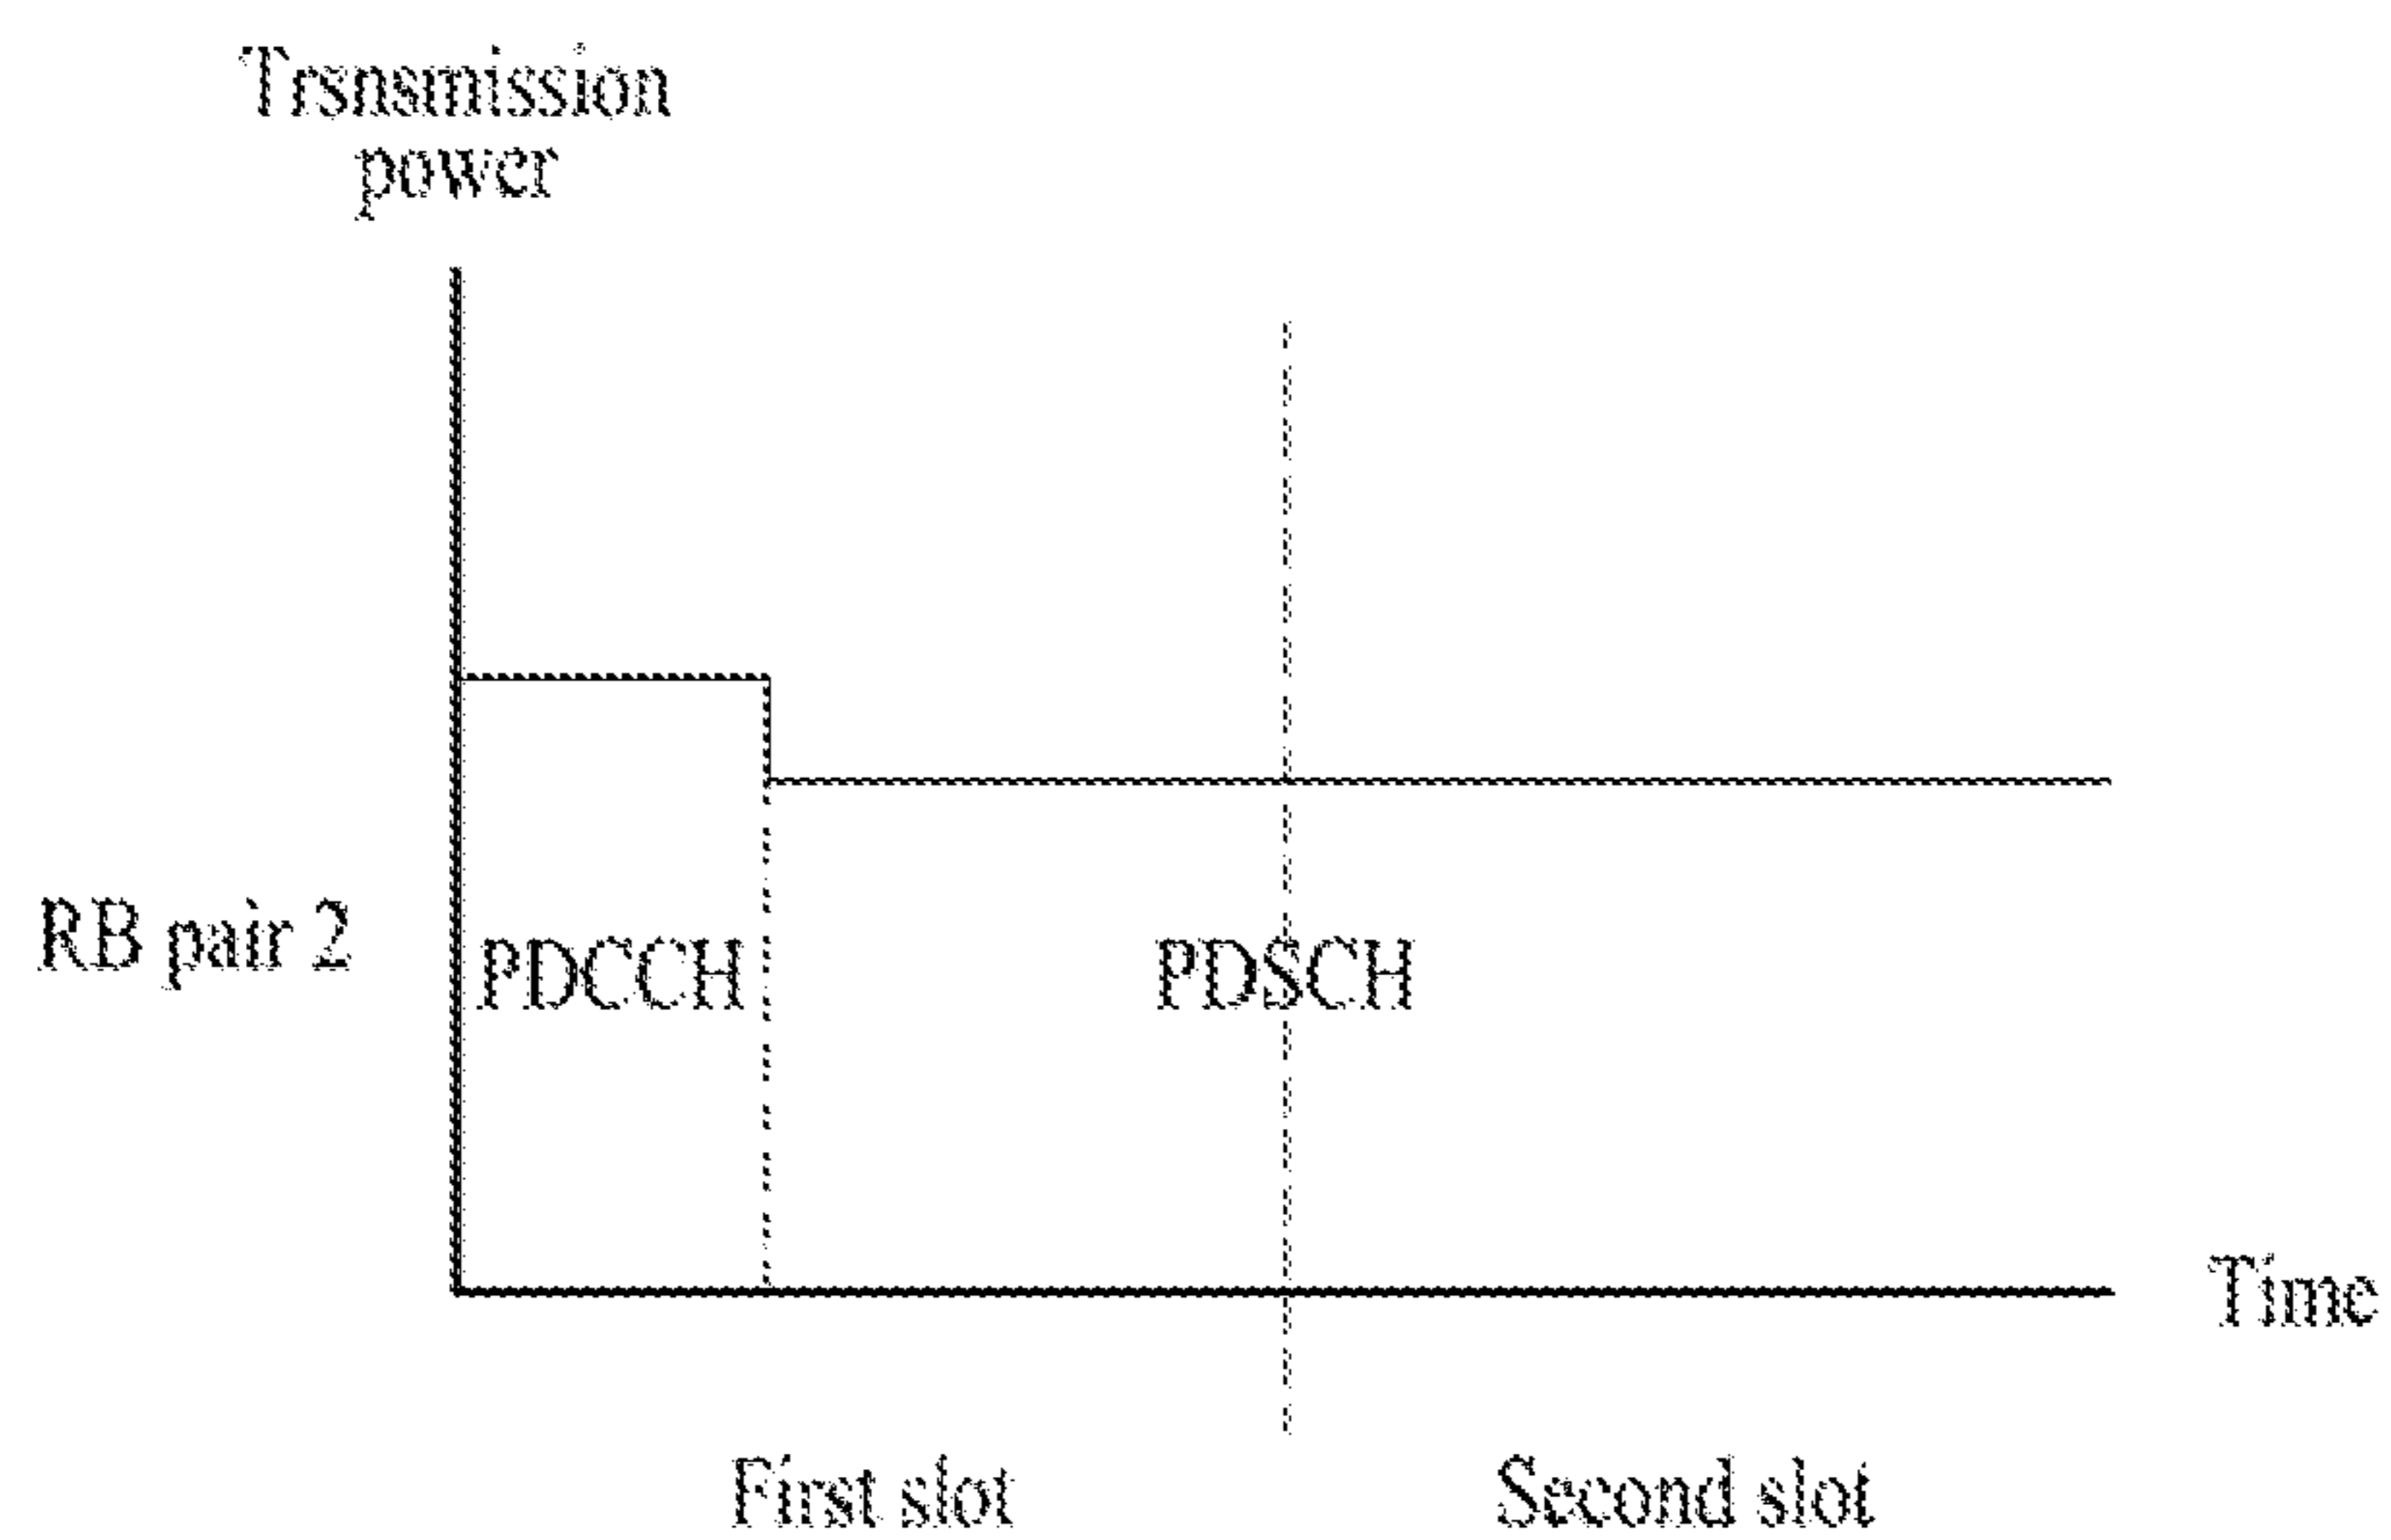 Trsnsmission
power
RB pair 2
PDCCH
PDSCH
Time
First slot
Second slot